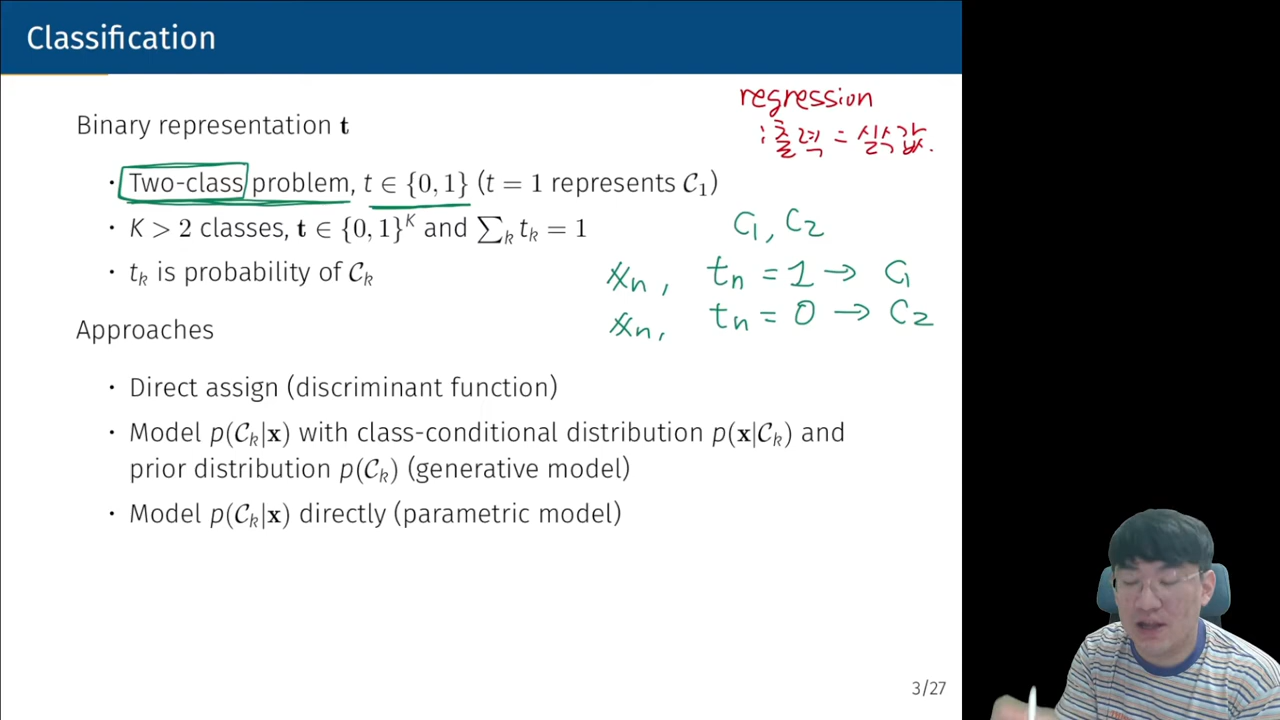 Classification
regression
: 출력 = 실숫값.
Binary representation t
· Two-class problem, t ∈ {0, 1} (t = 1 represents C₁)
· K > 2 classes, t ∈ {0, 1}ᴷ and ∑ₖ tₖ = 1
· tₖ is probability of Cₖ
C₁, C₂
xₙ, tₙ = 1 → C₁
xₙ, tₙ = 0 → C₂
Approaches
· Direct assign (discriminant function)
· Model p(Cₖ|x) with class-conditional distribution p(x|Cₖ) and
prior distribution p(Cₖ) (generative model)
· Model p(Cₖ|x) directly (parametric model)
3/27